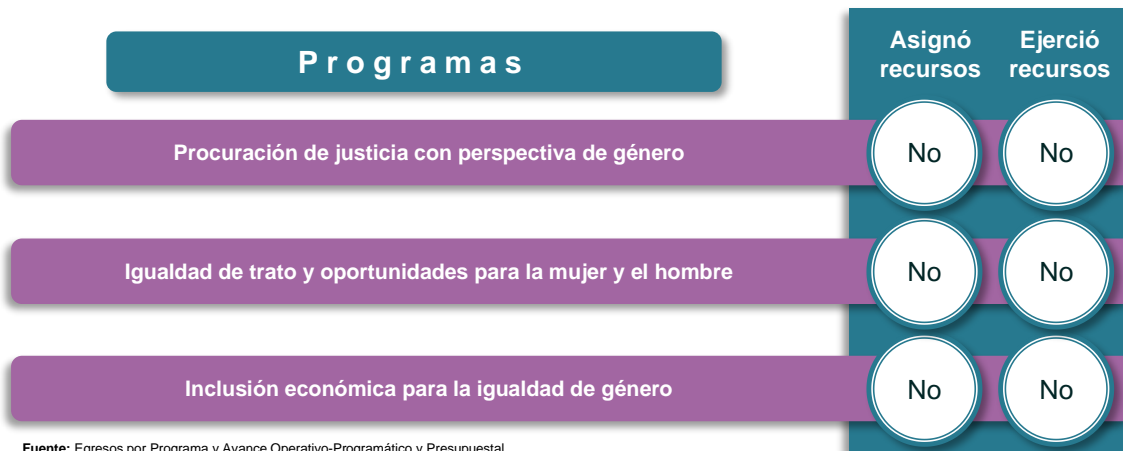 Programas
Asignó recursos
Ejerció recursos
Procuración de justicia con perspectiva de género
No
No
Igualdad de trato y oportunidades para la mujer y el hombre
No
No
Inclusión económica para la igualdad de género
No
No
Fuente: Egresos por Programa y Avance Operativo-Programático y Presupuestal